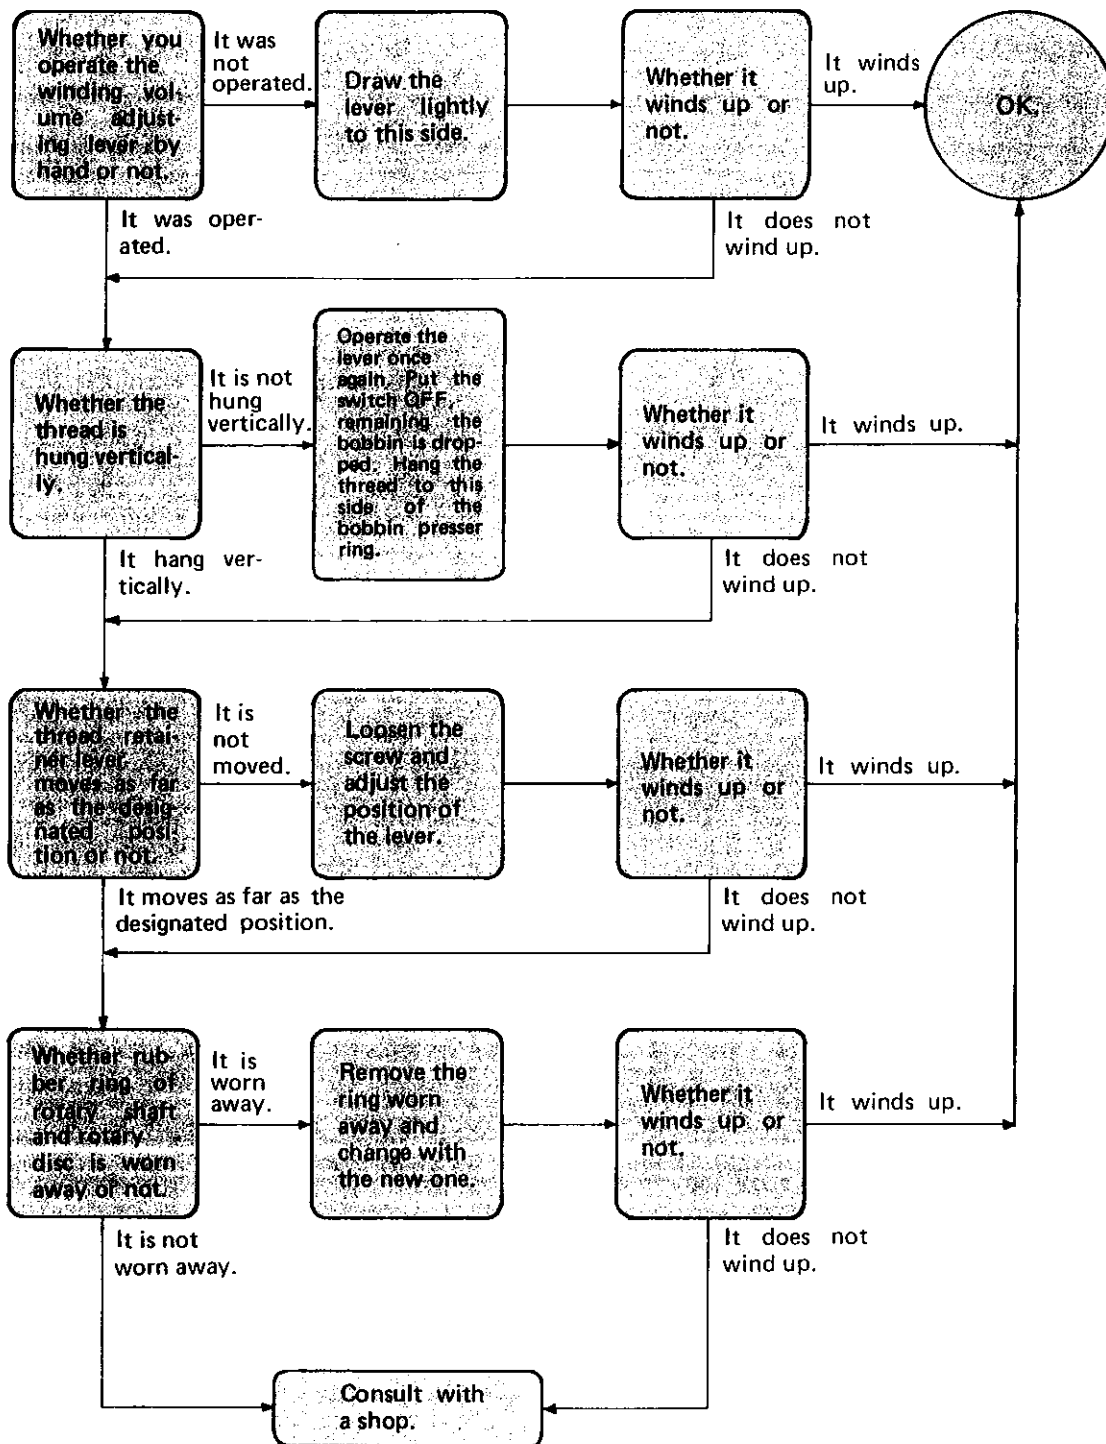 Whether you
operate the
winding vol-
ume adjust-
ing lever by
hand or not.
It was
not
operated.
Draw the
lever lightly
to this side.
Whether it
winds up or
not.
It winds
up.
OK.
It was oper-
ated.
It does not
wind up.
Whether the
thread is
hung vertical-
ly.
It is not
hung
vertically.
Operate the
lever once
again. Put the
switch OFF,
remaining the
bobbin is drop-
ped. Hang the
thread to this
side of the
bobbin presser
ring.
Whether it
winds up or
not.
It winds up.
It hang ver-
tically.
It does not
wind up.
Whether the
thread retai-
ner lever
moves as far
as the desig-
nated posi-
tion or not.
It is
not
moved.
Loosen the
screw and
adjust the
position of
the lever.
Whether it
winds up or
not.
It winds up.
It moves as far as the
designated position.
It does not
wind up.
Whether rub-
ber ring of
rotary shaft
and rotary
disc is worn
away or not.
It is
worn
away.
Remove the
ring worn
away and
change with
the new one.
Whether it
winds up or
not.
It winds up.
It is not
worn away.
It does not
wind up.
Consult with
a shop.